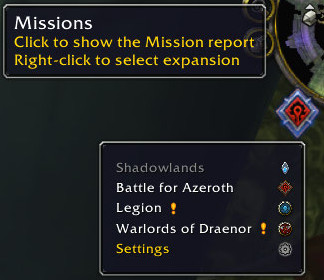 Missions
Click to show the Mission report
Right-click to select expansion
Shadowlands
Battle for Azeroth
Legion !
Warlords of Draenor !
Settings